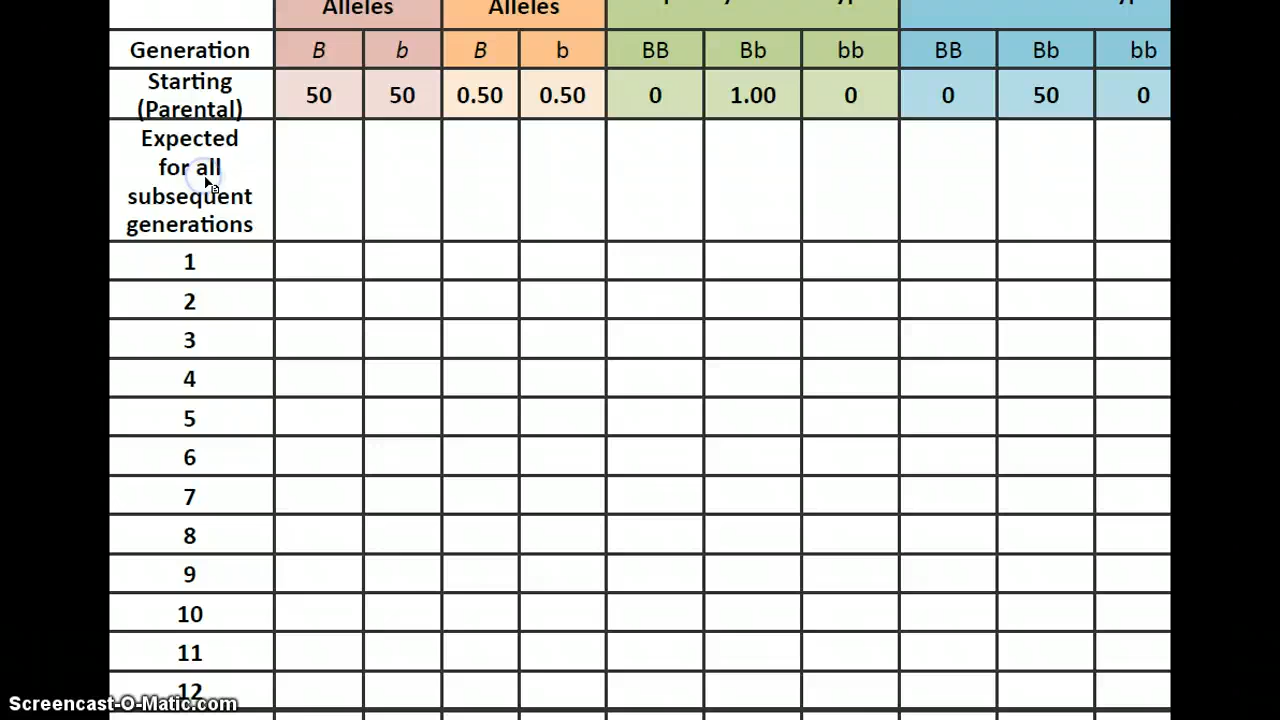 Alleles Alleles
Generation B b B b BB Bb bb BB Bb bb
Starting
(Parental) 50 50 0.50 0.50 0 1.00 0 0 50 0
Expected
for all
subsequent
generations
1
2
3
4
5
6
7
8
9
10
11
12
Screencast-O-Matic.com